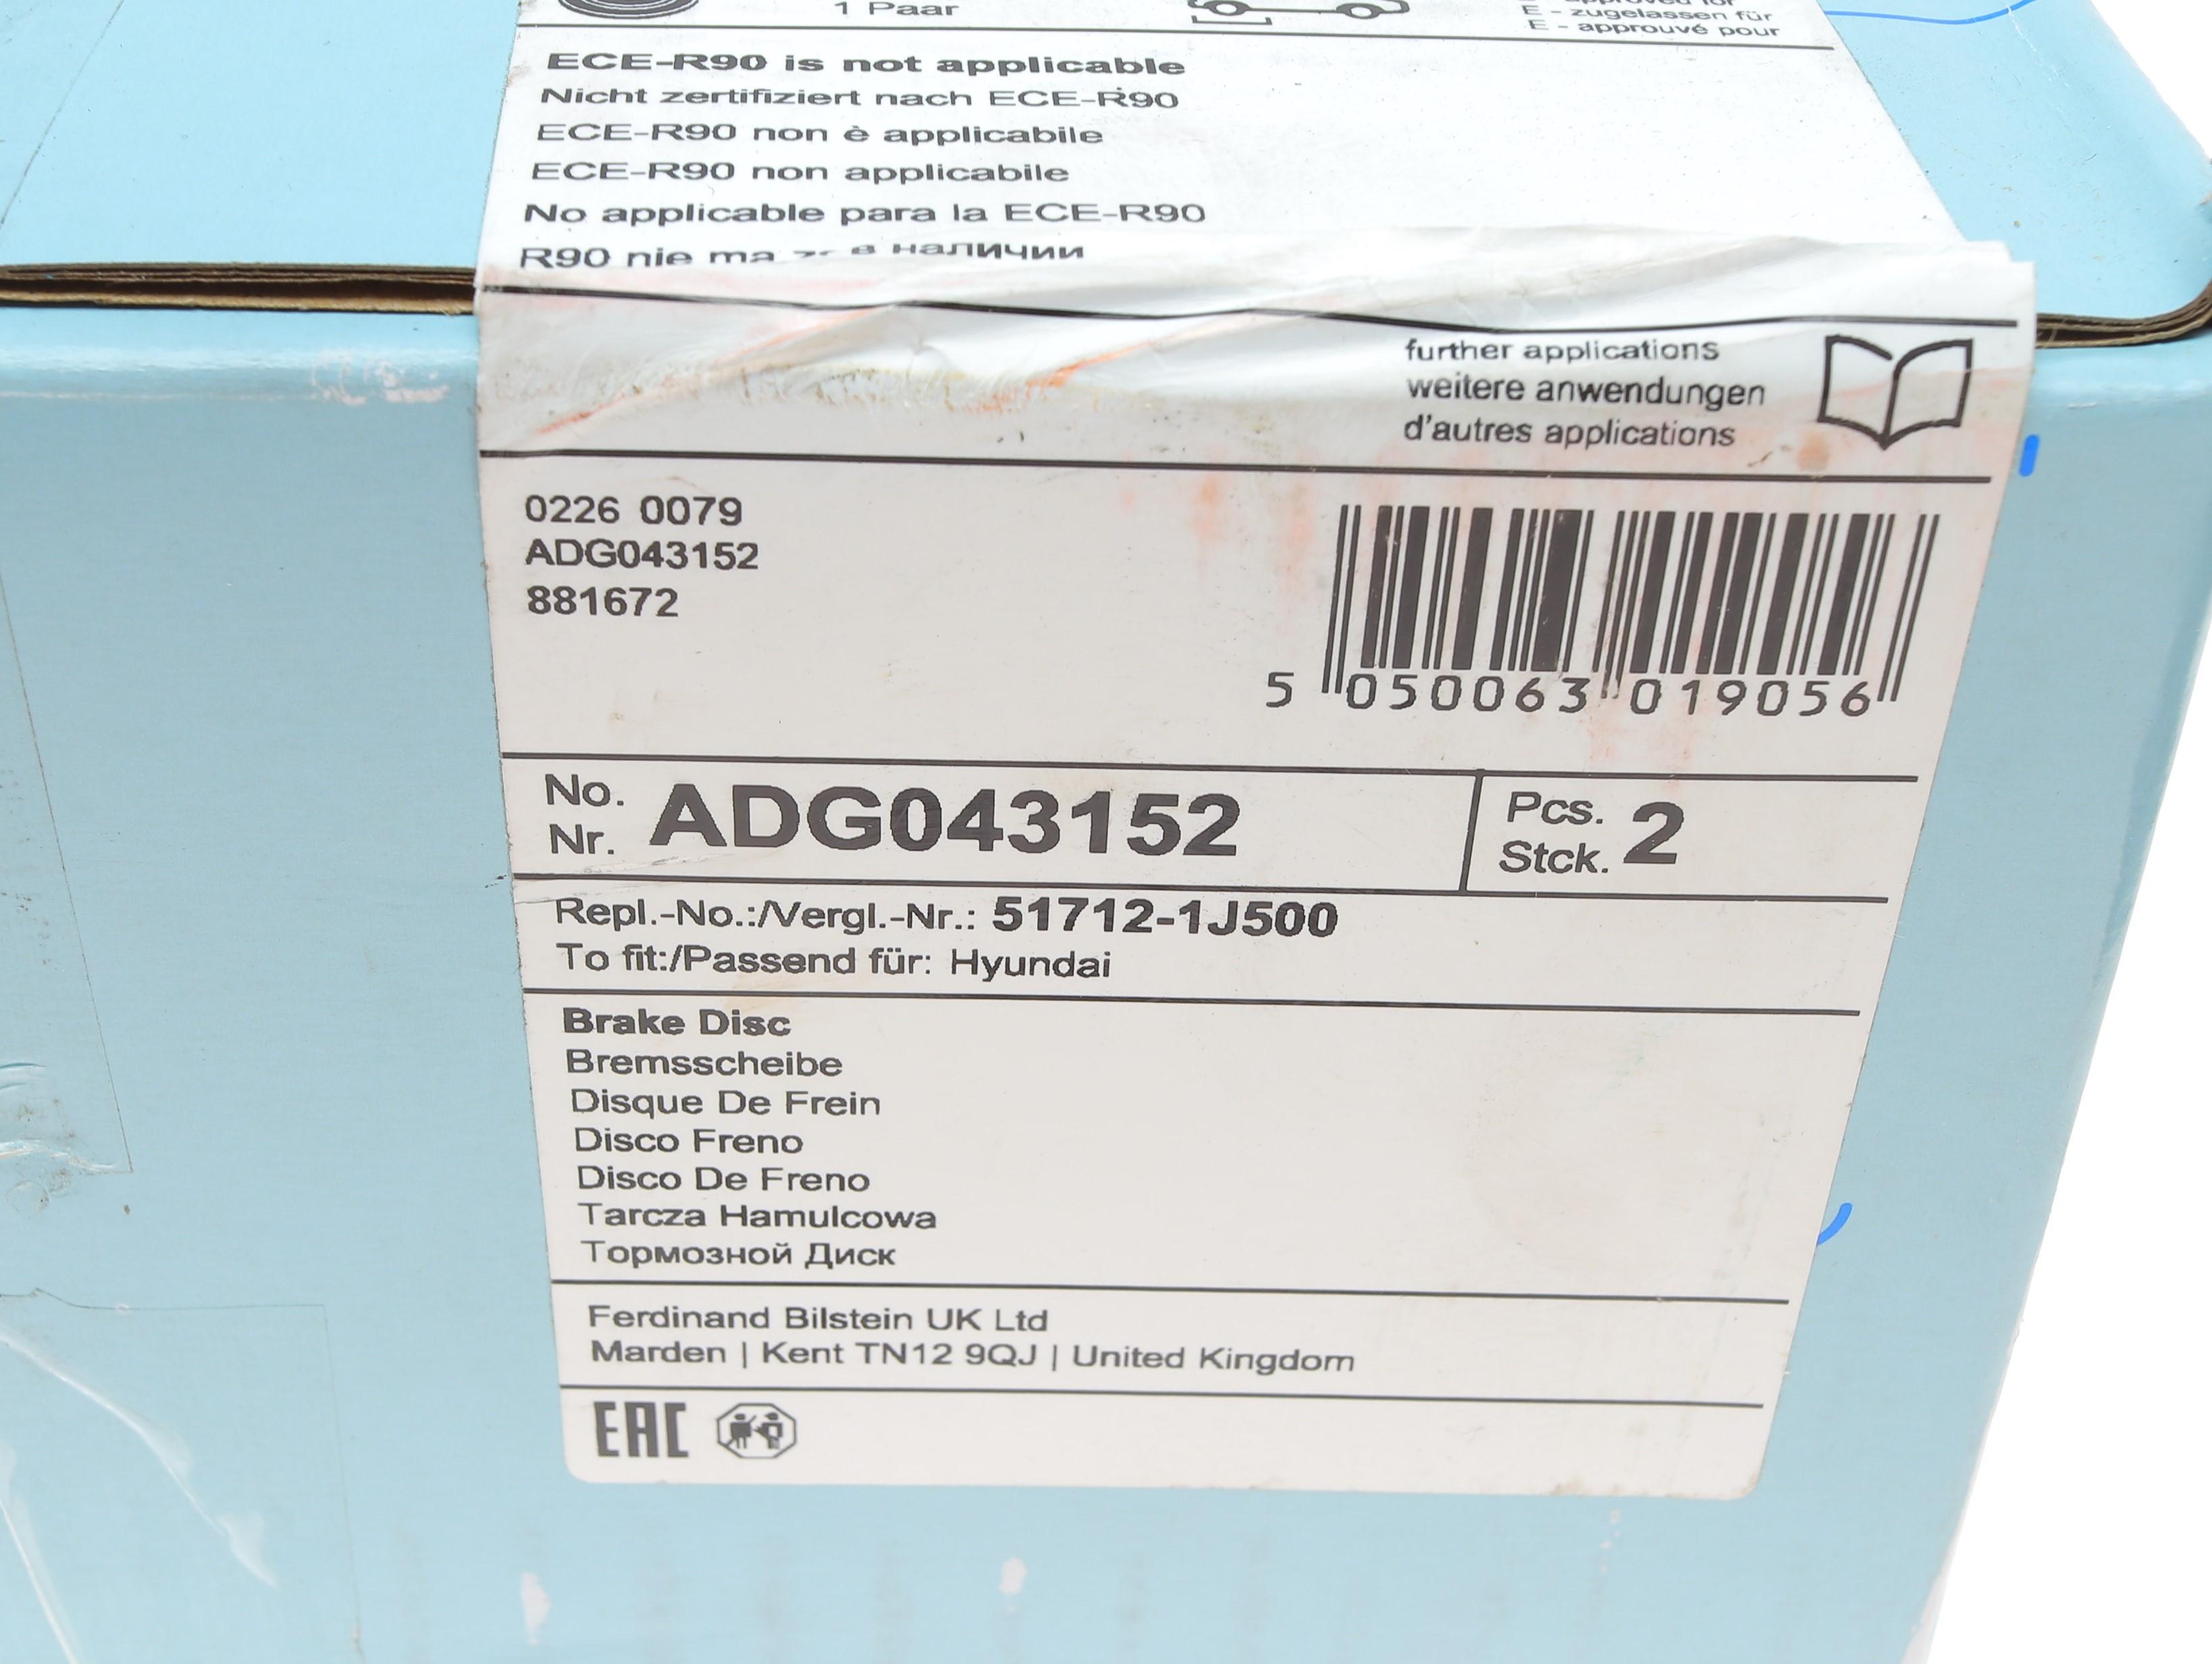 1 Paar
E - zugelassen für
E - approuvé pour
ECE-R90 is not applicable
Nicht zertifiziert nach ECE-R90
ECE-R90 non è applicabile
ECE-R90 non applicabile
No applicable para la ECE-R90
R90 nie ma в наличии
further applications
weitere anwendungen
d'autres applications
0226 0079
ADG043152
881672
5 050063 019056
No.
Nr. ADG043152
Pcs.
Stck. 2
Repl.-No.:/Vergl.-Nr.: 51712-1J500
To fit:/Passend für: Hyundai
Brake Disc
Bremsscheibe
Disque De Frein
Disco Freno
Disco De Freno
Tarcza Hamulcowa
Тормозной Диск
Ferdinand Bilstein UK Ltd
Marden | Kent TN12 9QJ | United Kingdom
EAC